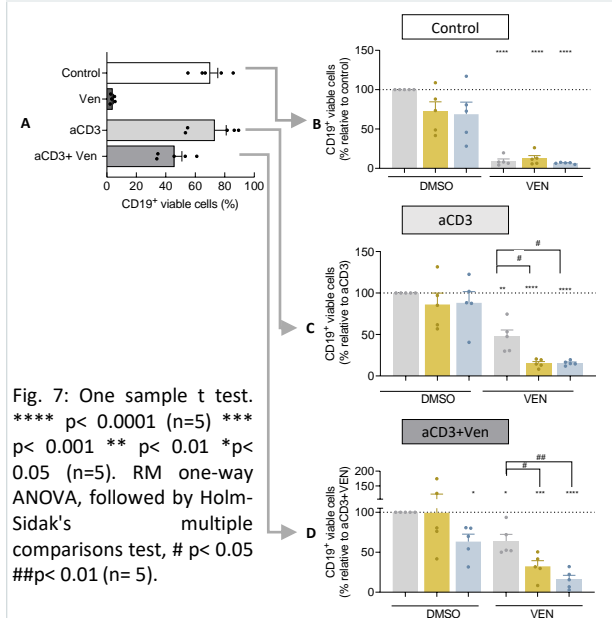 Control
Control
Ven
aCD3
aCD3+ Ven
A
0 20 40 60 80 100
CD19+ viable cells (%)
B
CD19+ viable cells
(% relative to control)
150
100
50
0
**** **** ****
DMSO VEN
aCD3
C
CD19+ viable cells
(% relative to aCD3)
150
100
50
0
#
#
** **** ****
DMSO VEN
aCD3+Ven
D
CD19+ viable cells
(% relative to aCD3+VEN)
200
150
100
50
0
##
#
* * *** ****
DMSO VEN
Fig. 7: One sample t test.
**** p< 0.0001 (n=5) ***
p< 0.001 ** p< 0.01 *p<
0.05 (n=5). RM one-way
ANOVA, followed by Holm-
Sidak's multiple
comparisons test, # p< 0.05
##p< 0.01 (n= 5).